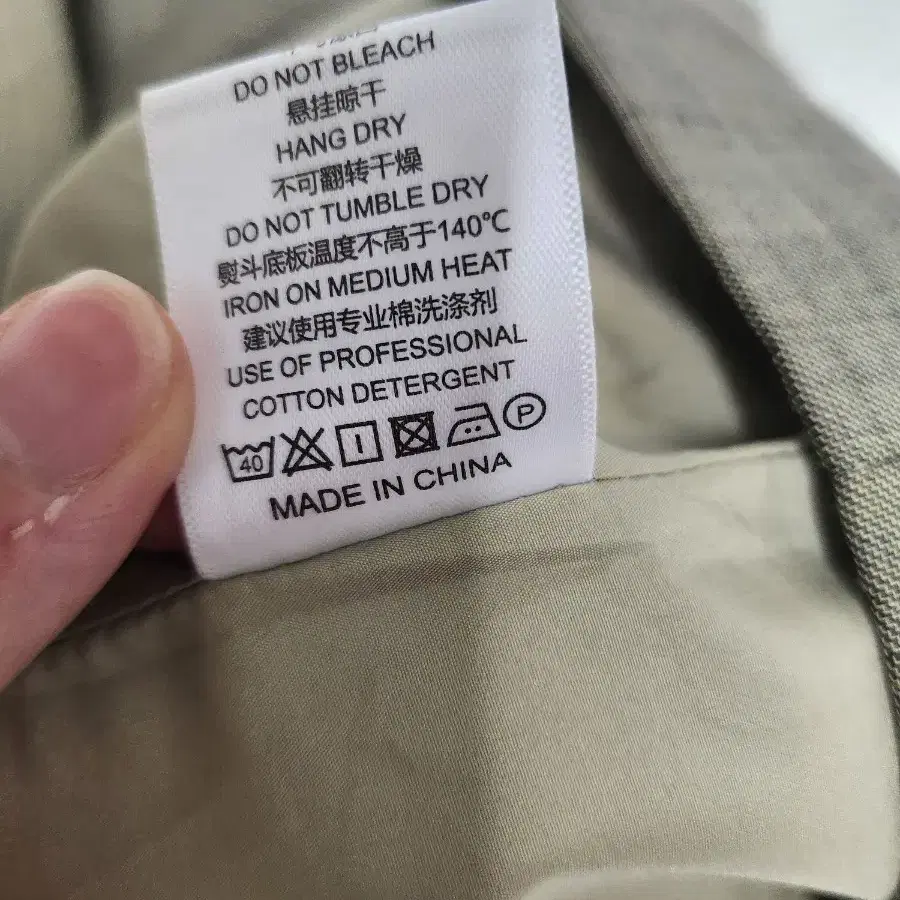 DO NOT BLEACH
悬挂晾干
HANG DRY
不可翻转干燥
DO NOT TUMBLE DRY
熨斗底板温度不高于140℃
IRON ON MEDIUM HEAT
建议使用专业棉洗涤剂
USE OF PROFESSIONAL
COTTON DETERGENT
40 P
MADE IN CHINA